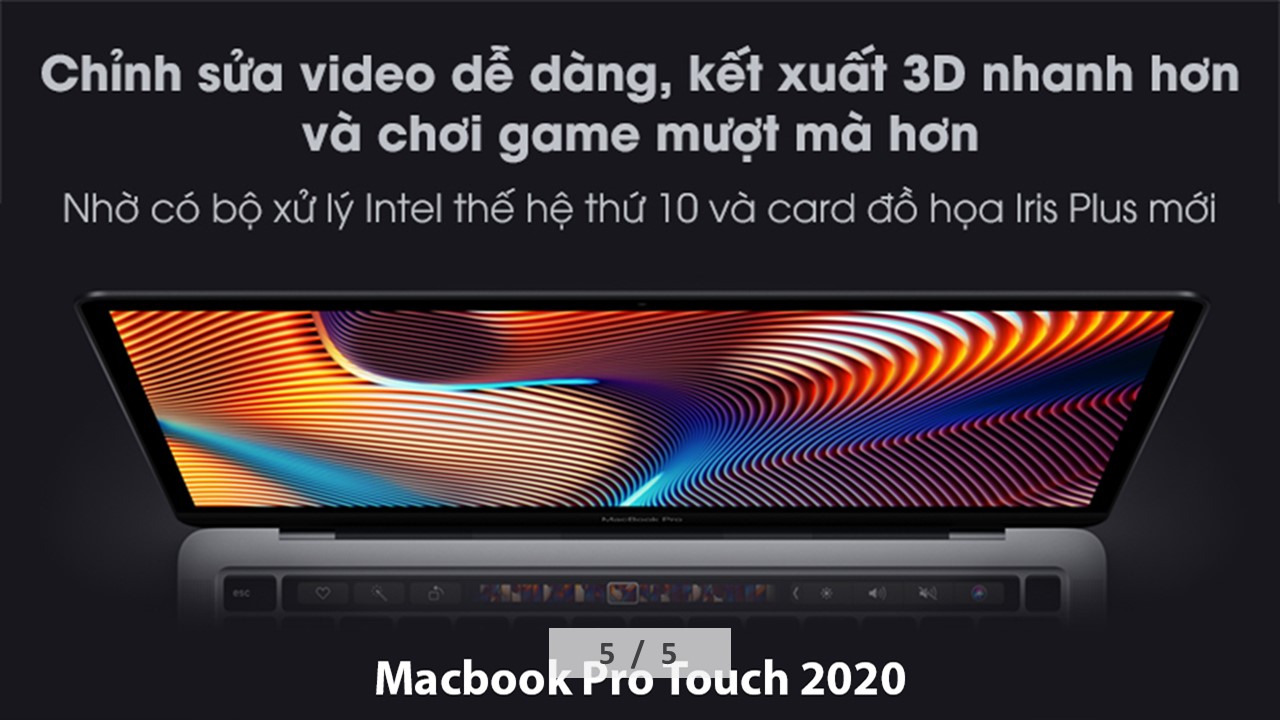 Chỉnh sửa video dễ dàng, kết xuất 3D nhanh hơn
và chơi game mượt mà hơn
Nhờ có bộ xử lý Intel thế hệ thứ 10 và card đồ họa Iris Plus mới
MacBook Pro
esc
5 / 5
Macbook Pro Touch 2020